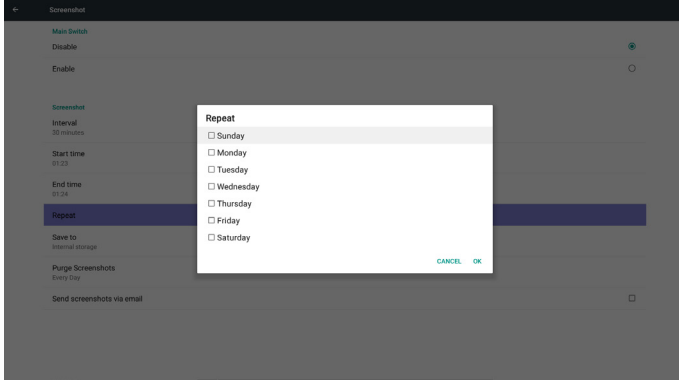 Screenshot
Main Switch
Disable
Enable
Screenshot
Interval
30 minutes
Start time
01:23
End time
01:24
Repeat
Save to
Internal storage
Purge Screenshots
Every Day
Send screenshots via email
Repeat
Sunday
Monday
Tuesday
Wednesday
Thursday
Friday
Saturday
CANCEL OK